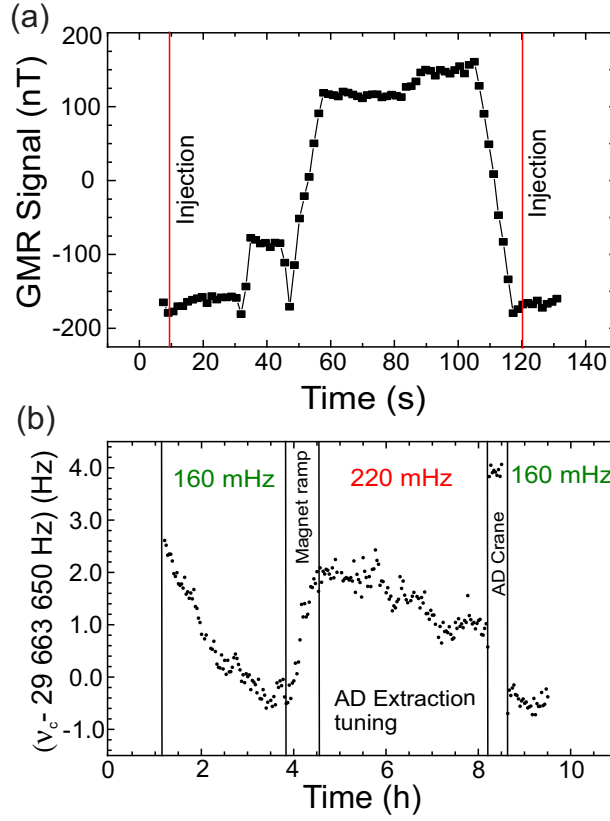 (a)
200
100
0
-100
-200
GMR Signal (nT)
Injection
Injection
0 20 40 60 80 100 120 140
Time (s)
(b)
4.0
3.0
2.0
1.0
0.0
-1.0
(νc- 29 663 650 Hz) (Hz)
160 mHz
Magnet ramp
220 mHz
AD Crane
160 mHz
AD Extraction
tuning
0 2 4 6 8 10
Time (h)